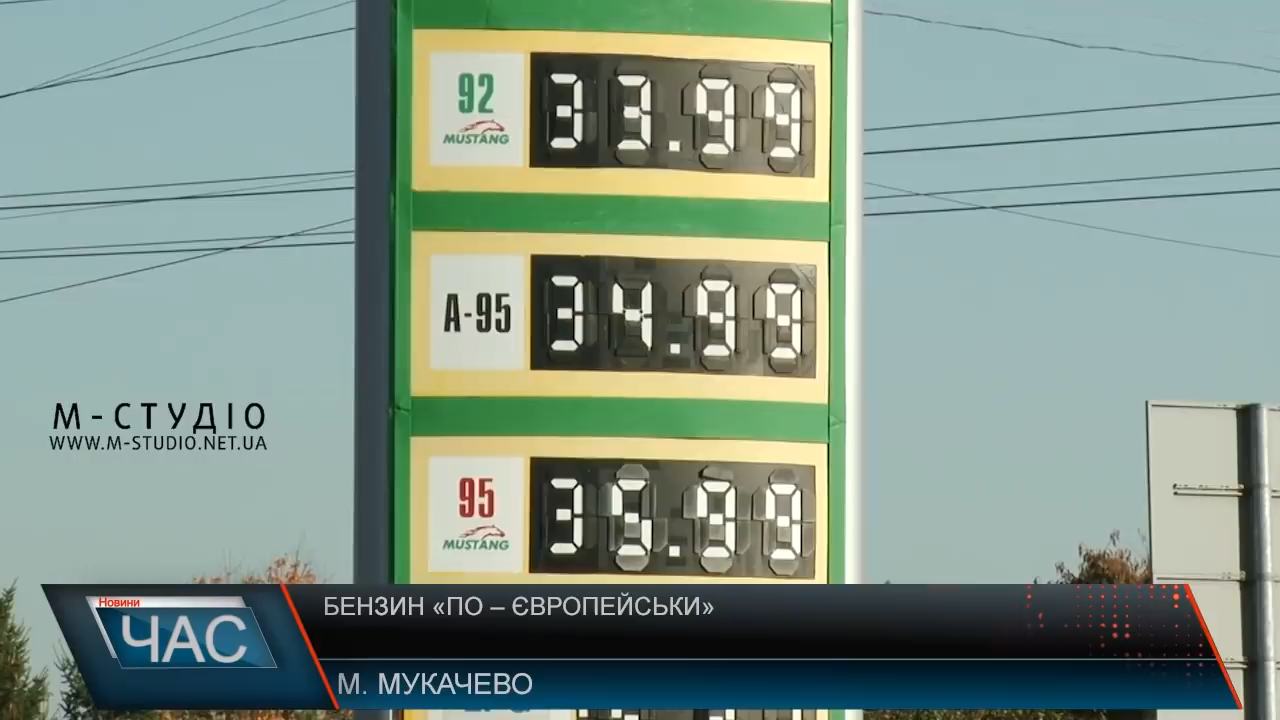 92
MUSTANG
33.99
А-95
34.99
95
MUSTANG
35.99
М-СТУДІО
WWW.M-STUDIO.NET.UA
Новини
ЧАС
БЕНЗИН «ПО – ЄВРОПЕЙСЬКИ»
М. МУКАЧЕВО